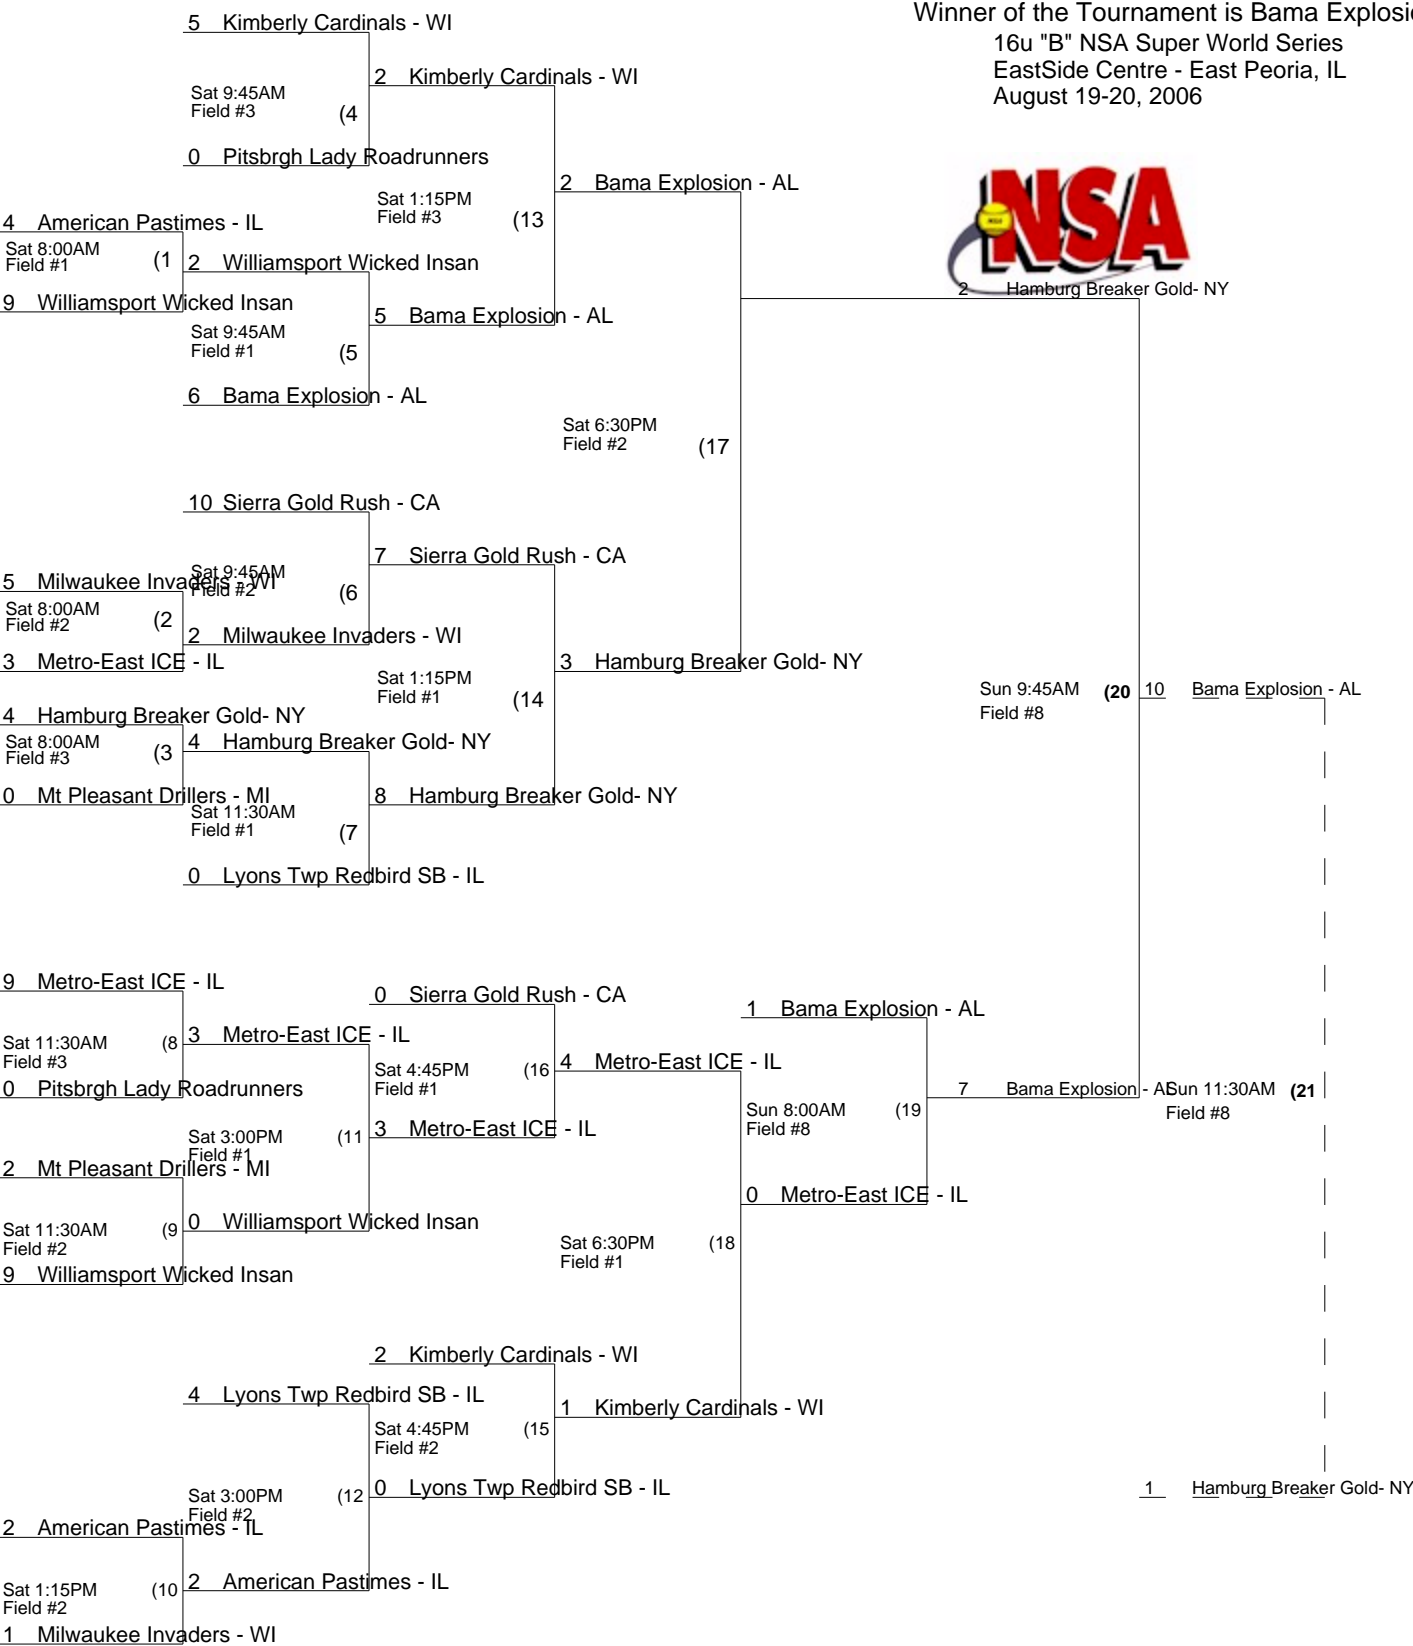 Winner of the Tournament is Bama Explosi
16u "B" NSA Super World Series
EastSide Centre - East Peoria, IL
August 19-20, 2006
NSA
5 Kimberly Cardinals - WI
2 Kimberly Cardinals - WI
Sat 9:45AM
Field #3 (4
0 Pitsbrgh Lady Roadrunners
2 Bama Explosion - AL
Sat 1:15PM
Field #3 (13
4 American Pastimes - IL
Sat 8:00AM
Field #1 (1
2 Williamsport Wicked Insan
9 Williamsport Wicked Insan
5 Bama Explosion - AL
Sat 9:45AM
Field #1 (5
6 Bama Explosion - AL
2 Hamburg Breaker Gold- NY
Sat 6:30PM
Field #2 (17
10 Sierra Gold Rush - CA
7 Sierra Gold Rush - CA
5 Milwaukee Invaders - WI
Sat 9:45AM
Field #2 (6
Sat 8:00AM
Field #2 (2
2 Milwaukee Invaders - WI
3 Metro-East ICE - IL
3 Hamburg Breaker Gold- NY
Sat 1:15PM
Field #1 (14
Sun 9:45AM (20
Field #8
10 Bama Explosion - AL
4 Hamburg Breaker Gold- NY
Sat 8:00AM
Field #3 (3
4 Hamburg Breaker Gold- NY
0 Mt Pleasant Drillers - MI
8 Hamburg Breaker Gold- NY
Sat 11:30AM
Field #1 (7
0 Lyons Twp Redbird SB - IL
9 Metro-East ICE - IL
0 Sierra Gold Rush - CA
1 Bama Explosion - AL
Sat 11:30AM (8
Field #3
3 Metro-East ICE - IL
0 Pitsbrgh Lady Roadrunners
Sat 4:45PM (16
Field #1
4 Metro-East ICE - IL
7 Bama Explosion - AL
Sun 11:30AM (21
Field #8
Sun 8:00AM (19
Field #8
Sat 3:00PM (11
Field #1
3 Metro-East ICE - IL
2 Mt Pleasant Drillers - MI
0 Metro-East ICE - IL
Sat 11:30AM (9
Field #2
0 Williamsport Wicked Insan
9 Williamsport Wicked Insan
Sat 6:30PM (18
Field #1
2 Kimberly Cardinals - WI
4 Lyons Twp Redbird SB - IL
1 Kimberly Cardinals - WI
Sat 4:45PM (15
Field #2
0 Lyons Twp Redbird SB - IL
1 Hamburg Breaker Gold- NY
Sat 3:00PM (12
Field #2
2 American Pastimes - IL
Sat 1:15PM (10
Field #2
2 American Pastimes - IL
1 Milwaukee Invaders - WI